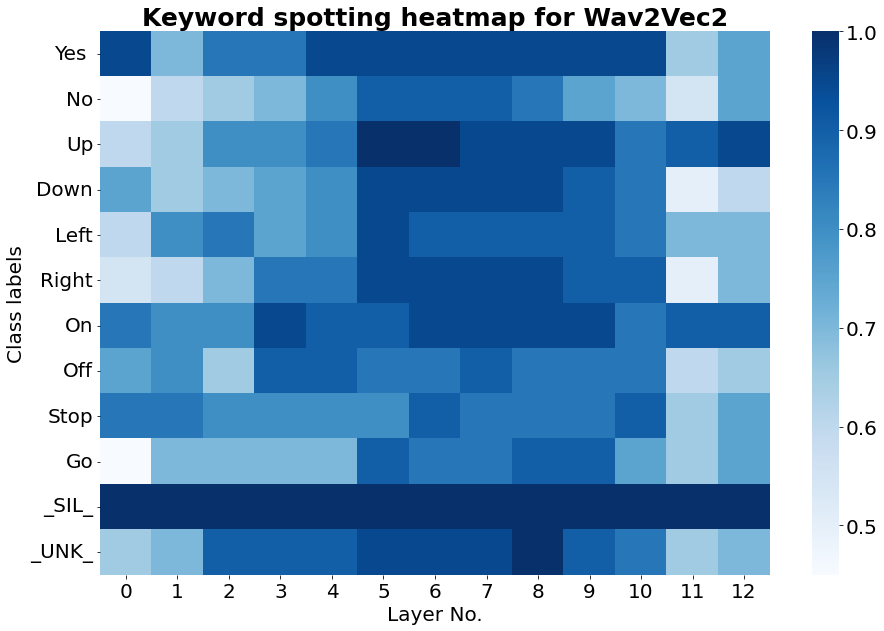 Keyword spotting heatmap for Wav2Vec2
Class labels
Yes
No
Up
Down
Left
Right
On
Off
Stop
Go
_SIL_
_UNK_
0 1 2 3 4 5 6 7 8 9 10 11 12
Layer No.
1.0
0.9
0.8
0.7
0.6
0.5